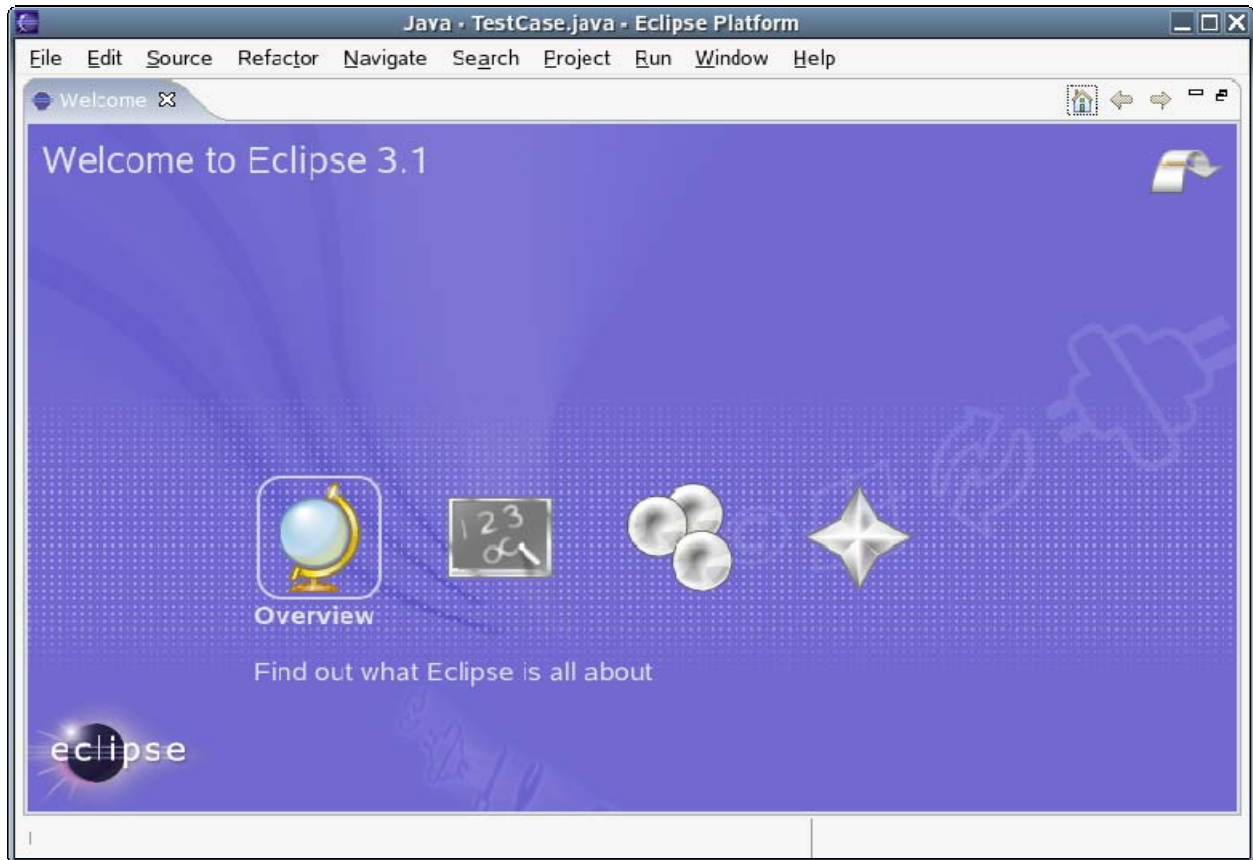 Java - TestCase.java - Eclipse Platform
File Edit Source Refactor Navigate Search Project Run Window Help
Welcome
Welcome to Eclipse 3.1
123
Overview
Find out what Eclipse is all about
eclipse